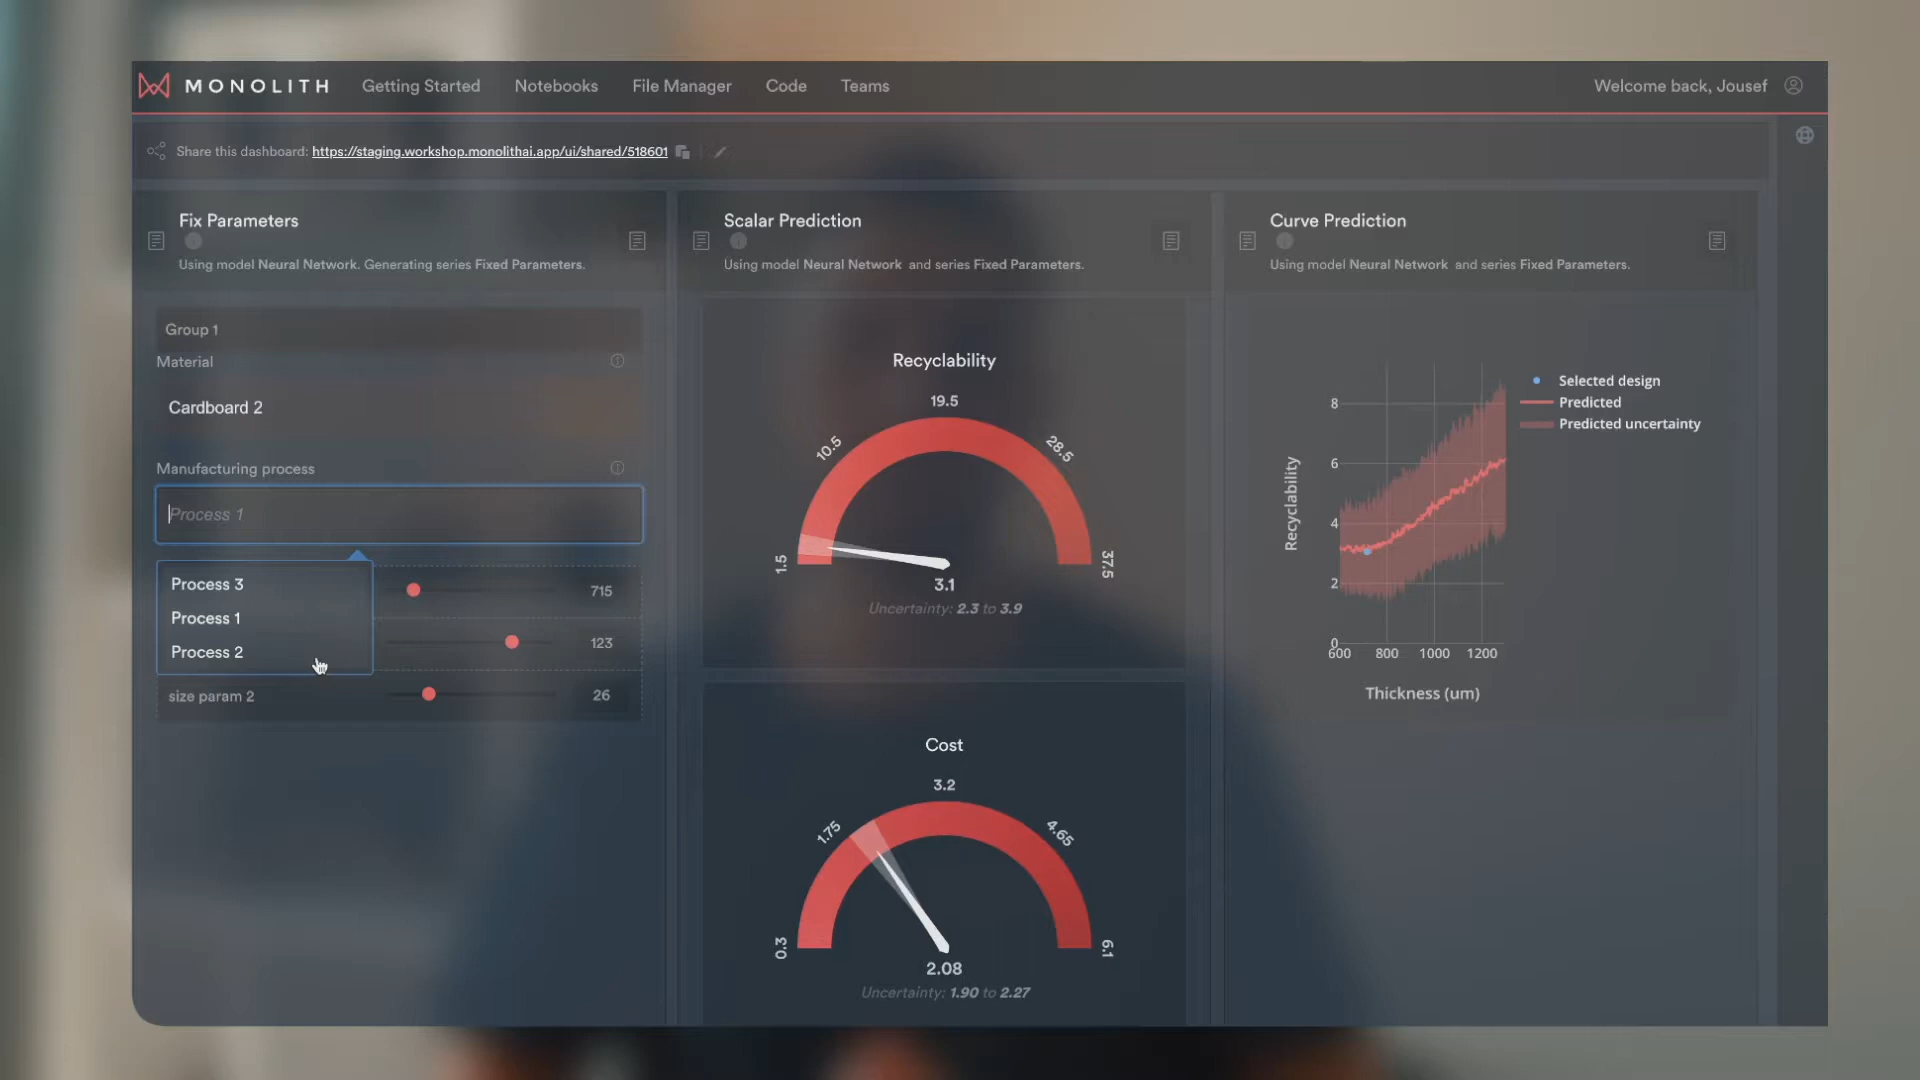 MONOLITH
Getting Started
Notebooks
File Manager
Code
Teams
Welcome back, Jousef
Share this dashboard: https://staging.workshop.monolithai.app/ui/shared/518601
Fix Parameters
Using model Neural Network. Generating series Fixed Parameters.
Group 1
Material
Cardboard 2
Manufacturing process
Process 1
Process 3
Process 1
Process 2
715
123
size param 2
26
Scalar Prediction
Using model Neural Network and series Fixed Parameters.
Recyclability
19.5
10.5
28.5
1.5
37.5
3.1
Uncertainty: 2.3 to 3.9
Cost
3.2
1.75
4.65
0.3
6.1
2.08
Uncertainty: 1.90 to 2.27
Curve Prediction
Using model Neural Network and series Fixed Parameters.
Selected design
Predicted
Predicted uncertainty
Recyclability
8
6
4
2
0
600
800
1000
1200
Thickness (um)